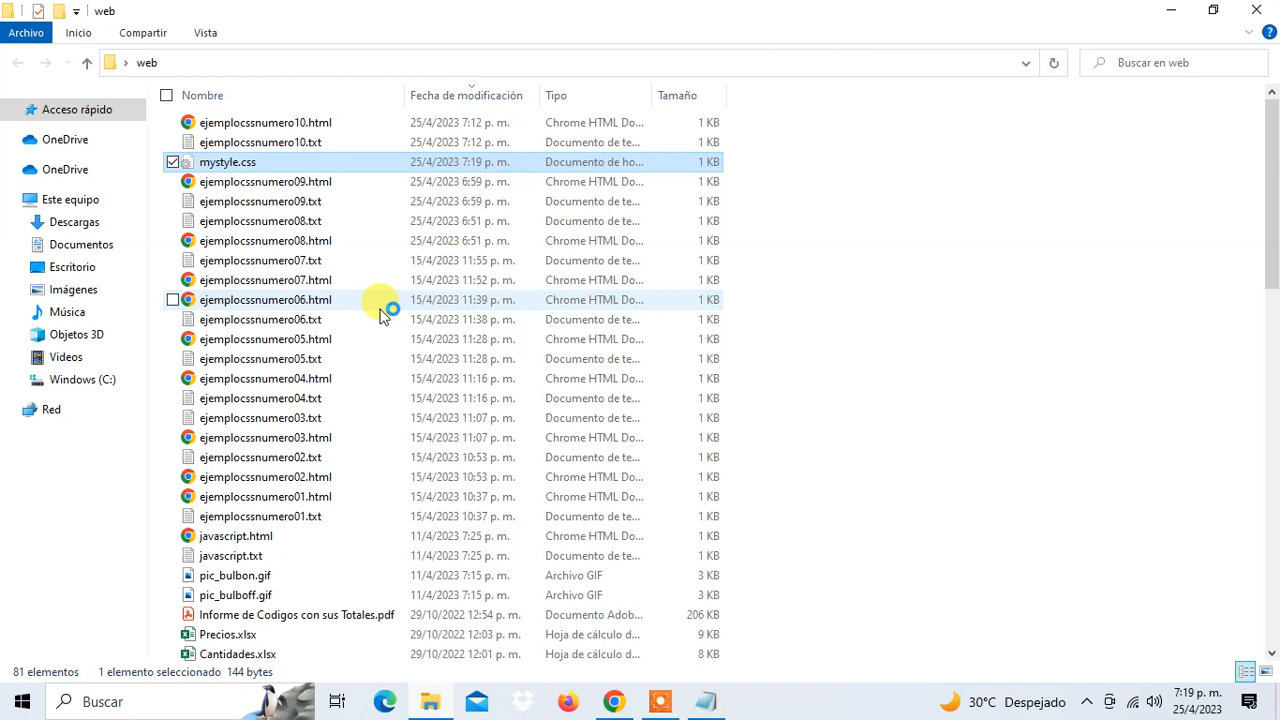 web
Archivo Inicio Compartir Vista
web Buscar en web
Nombre Fecha de modificación Tipo Tamaño
Acceso rápido
OneDrive
OneDrive
Este equipo
Descargas
Documentos
Escritorio
Imágenes
Música
Objetos 3D
Videos
Windows (C:)
Red
ejemplocssnumero10.html 25/4/2023 7:12 p. m. Chrome HTML Do... 1 KB
ejemplocssnumero10.txt 25/4/2023 7:12 p. m. Documento de te... 1 KB
mystyle.css 25/4/2023 7:19 p. m. Documento de ho... 1 KB
ejemplocssnumero09.html 25/4/2023 6:59 p. m. Chrome HTML Do... 1 KB
ejemplocssnumero09.txt 25/4/2023 6:59 p. m. Documento de te... 1 KB
ejemplocssnumero08.txt 25/4/2023 6:51 p. m. Documento de te... 1 KB
ejemplocssnumero08.html 25/4/2023 6:51 p. m. Chrome HTML Do... 1 KB
ejemplocssnumero07.txt 15/4/2023 11:55 p. m. Documento de te... 1 KB
ejemplocssnumero07.html 15/4/2023 11:52 p. m. Chrome HTML Do... 1 KB
ejemplocssnumero06.html 15/4/2023 11:39 p. m. Chrome HTML Do... 1 KB
ejemplocssnumero06.txt 15/4/2023 11:38 p. m. Documento de te... 1 KB
ejemplocssnumero05.html 15/4/2023 11:28 p. m. Chrome HTML Do... 1 KB
ejemplocssnumero05.txt 15/4/2023 11:28 p. m. Documento de te... 1 KB
ejemplocssnumero04.html 15/4/2023 11:16 p. m. Chrome HTML Do... 1 KB
ejemplocssnumero04.txt 15/4/2023 11:16 p. m. Documento de te... 1 KB
ejemplocssnumero03.txt 15/4/2023 11:07 p. m. Documento de te... 1 KB
ejemplocssnumero03.html 15/4/2023 11:07 p. m. Chrome HTML Do... 1 KB
ejemplocssnumero02.txt 15/4/2023 10:53 p. m. Documento de te... 1 KB
ejemplocssnumero02.html 15/4/2023 10:53 p. m. Chrome HTML Do... 1 KB
ejemplocssnumero01.html 15/4/2023 10:37 p. m. Chrome HTML Do... 1 KB
ejemplocssnumero01.txt 15/4/2023 10:37 p. m. Documento de te... 1 KB
javascript.html 11/4/2023 7:25 p. m. Chrome HTML Do... 1 KB
javascript.txt 11/4/2023 7:25 p. m. Documento de te... 1 KB
pic_bulbon.gif 11/4/2023 7:15 p. m. Archivo GIF 3 KB
pic_bulboff.gif 11/4/2023 7:15 p. m. Archivo GIF 3 KB
Informe de Codigos con sus Totales.pdf 29/10/2022 12:54 p. m. Documento Adob... 206 KB
Precios.xlsx 29/10/2022 12:03 p. m. Hoja de cálculo d... 9 KB
Cantidades.xlsx 29/10/2022 12:01 p. m. Hoja de cálculo d... 8 KB
81 elementos 1 elemento seleccionado 144 bytes
Buscar 30°C Despejado 7:19 p. m.
25/4/2023